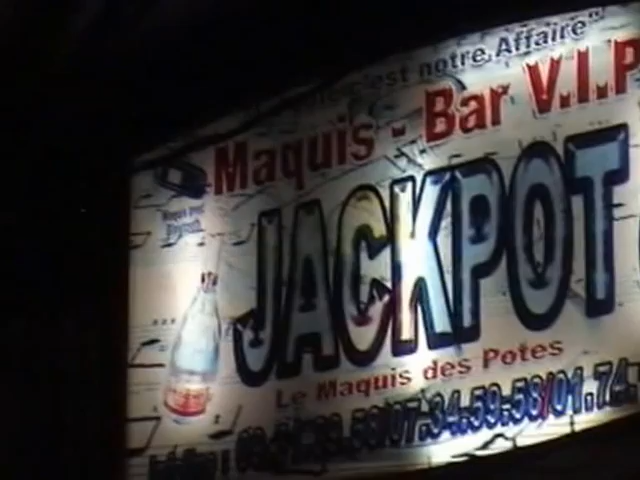 c'est notre Affaire"
Maquis - Bar V.I.P
JACKPOT
Le Maquis des Potes
07.34.59.58/01.74